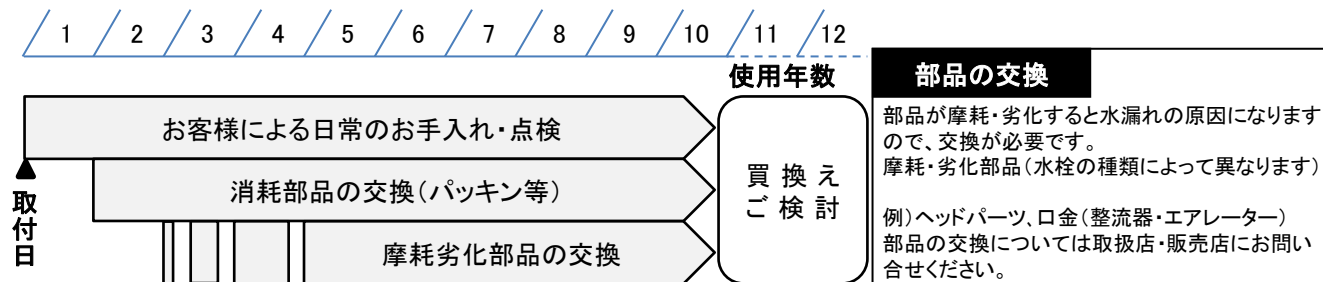 1 2 3 4 5 6 7 8 9 10 11 12
使用年数
お客様による日常のお手入れ・点検
消耗部品の交換(パッキン等)
摩耗劣化部品の交換
取付日
買換え
ご検討
部品の交換
部品が摩耗・劣化すると水漏れの原因になります
ので、交換が必要です。
摩耗・劣化部品(水栓の種類によって異なります)
例)ヘッドパーツ、口金(整流器・エアレーター)
部品の交換については取扱店・販売店にお問い
合せください。